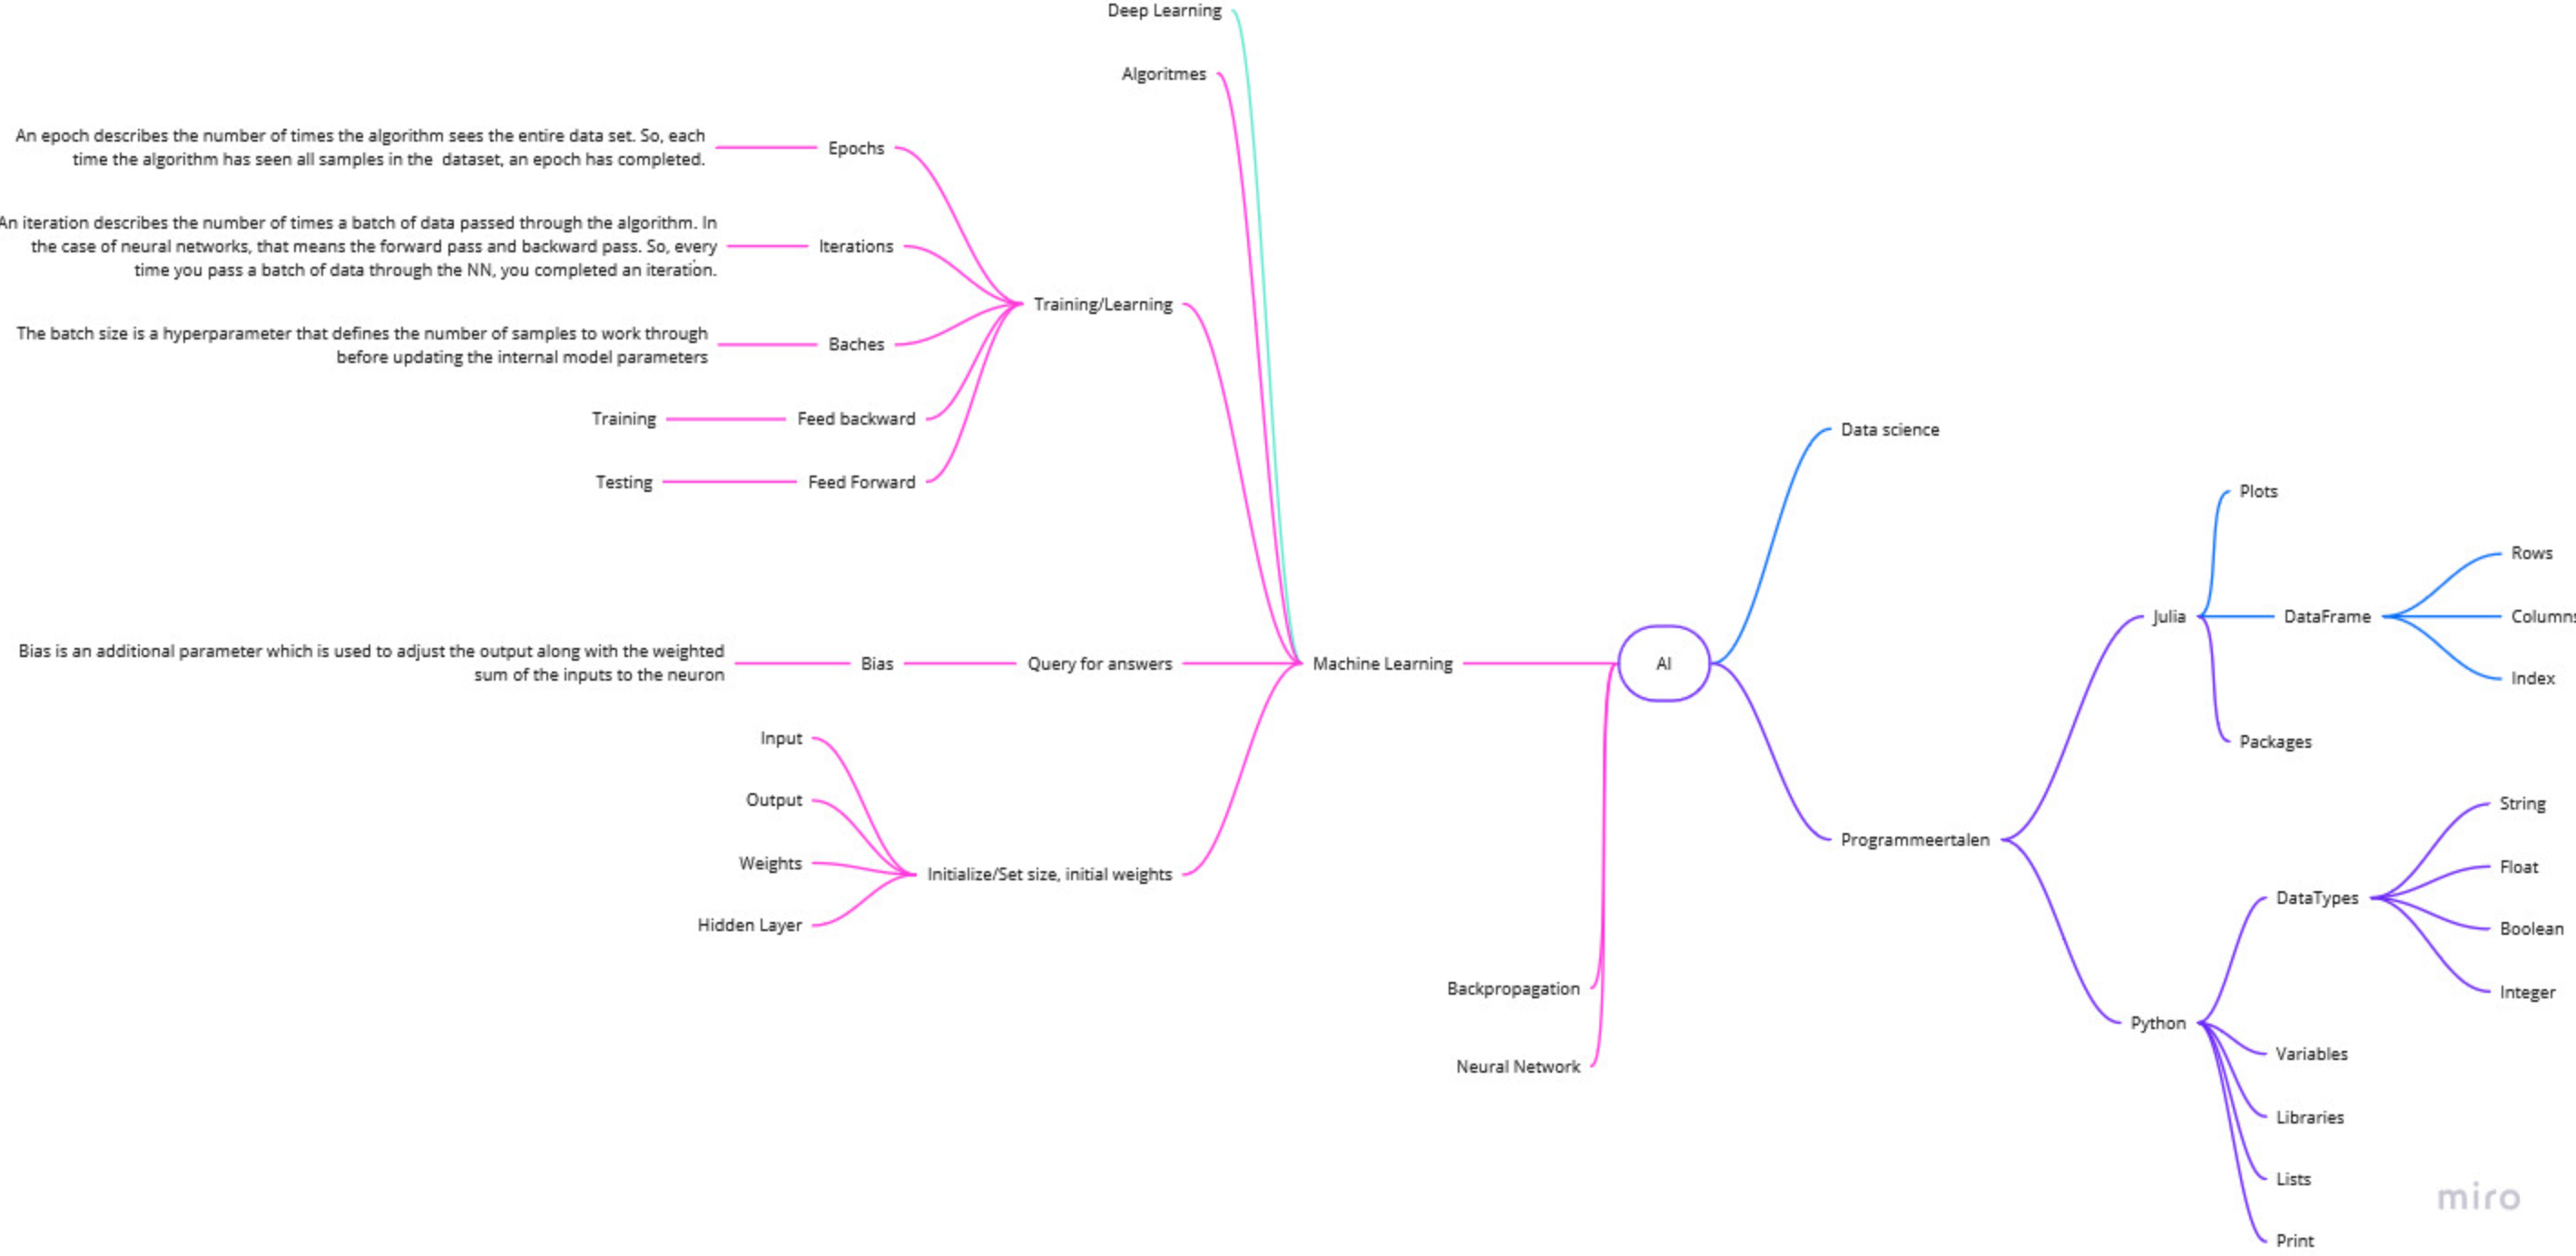 Deep Learning
Algoritmes
An epoch describes the number of times the algorithm sees the entire data set. So, each
time the algorithm has seen all samples in the  dataset, an epoch has completed.
Epochs
An iteration describes the number of times a batch of data passed through the algorithm. In
the case of neural networks, that means the forward pass and backward pass. So, every
time you pass a batch of data through the NN, you completed an iteration.
Iterations
Training/Learning
The batch size is a hyperparameter that defines the number of samples to work through
before updating the internal model parameters
Baches
Training
Feed backward
Testing
Feed Forward
Bias is an additional parameter which is used to adjust the output along with the weighted
sum of the inputs to the neuron
Bias
Query for answers
Machine Learning
AI
Input
Output
Weights
Hidden Layer
Initialize/Set size, initial weights
Backpropagation
Neural Network
Data science
Programmeertalen
Julia
Plots
DataFrame
Rows
Columns
Index
Packages
Python
DataTypes
String
Float
Boolean
Integer
Variables
Libraries
Lists
Print
miro